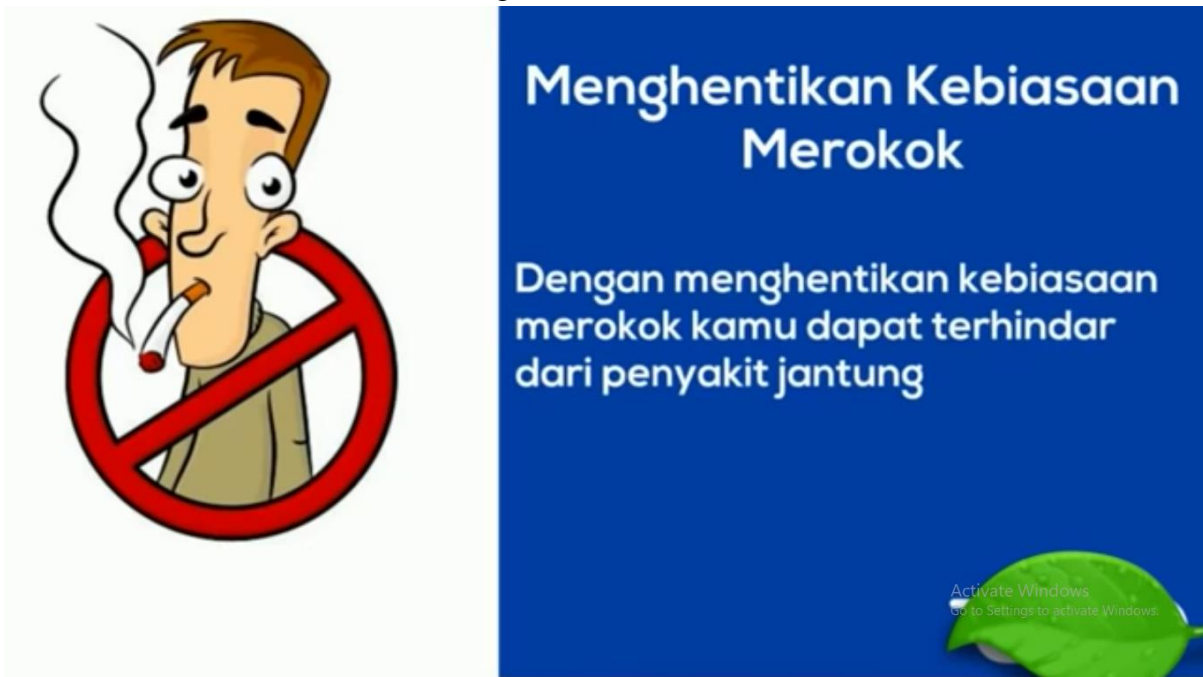 Menghentikan Kebiasaan
Merokok
Dengan menghentikan kebiasaan
merokok kamu dapat terhindar
dari penyakit jantung
Activate Windows
Go to Settings to activate Windows.